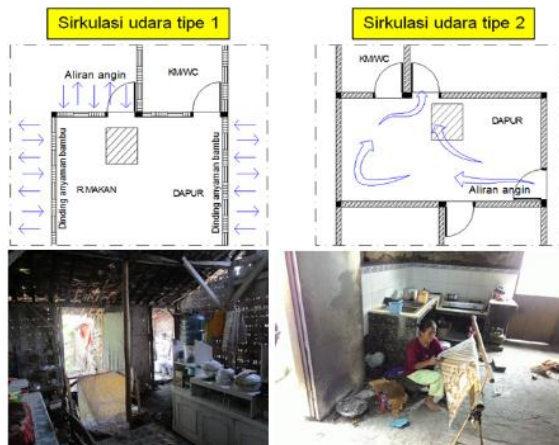 Sirkulasi udara tipe 1
Sirkulasi udara tipe 2
Aliran angin
KM/WC
Dinding anyaman bambu
R.MAKAN
DAPUR
Dinding anyaman bambu
KM/WC
DAPUR
Aliran angin